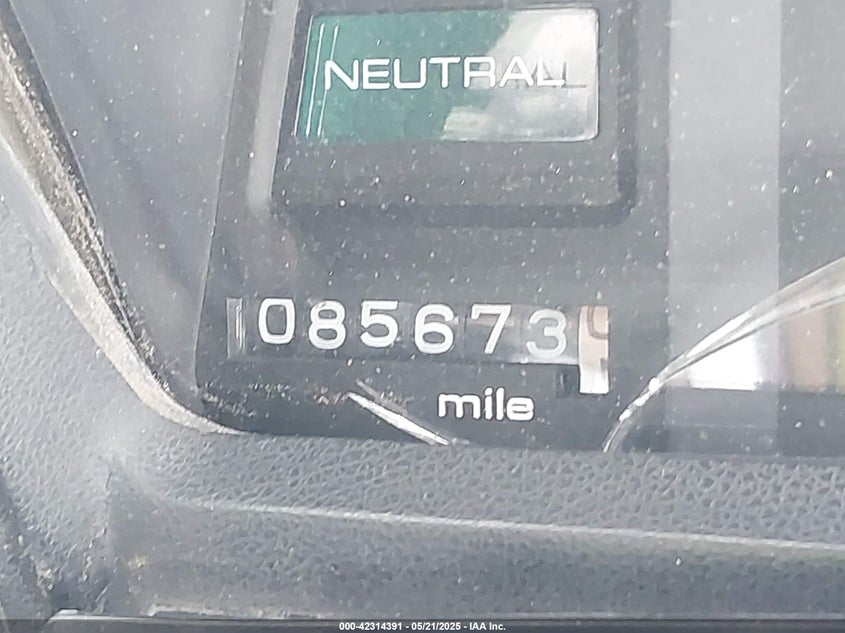 NEUTRAL
085673
mile
000-42314391 - 05/21/2025 - IAA Inc.